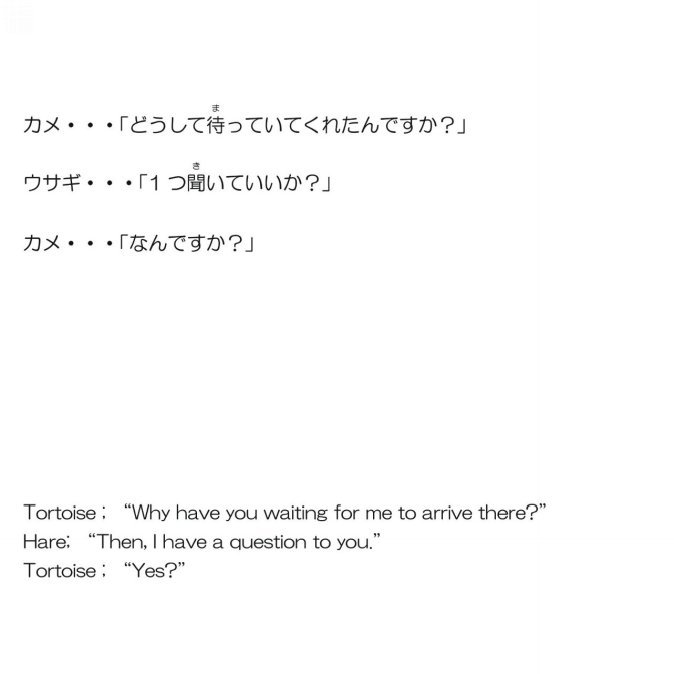 カメ・・・「どうして待っていてくれたんですか？」
ウサギ・・・「1つ聞いていいか？」
カメ・・・「なんですか？」
Tortoise； “Why have you waiting for me to arrive there?”
Hare; “Then, I have a question to you.”
Tortoise； “Yes?”